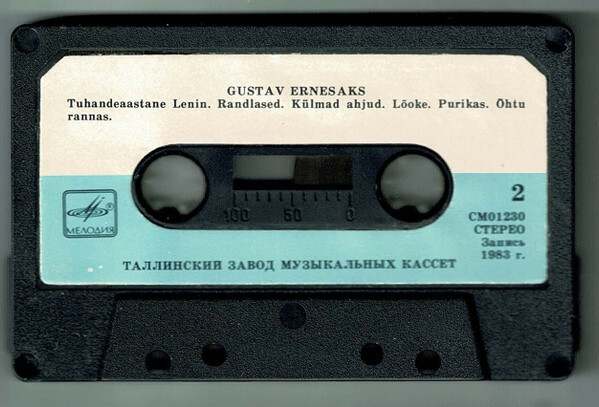 GUSTAV ERNESAKS
Tuhandeaastane Lenin. Randlased. Külmad ahjud. Lõoke. Purikas. Õhtu
rannas.
2
СМ01230
СТЕРЕО
Запись
1983 г.
МЕЛОДИЯ
100 50 0
ТАЛЛИНСКИЙ ЗАВОД МУЗЫКАЛЬНЫХ КАССЕТ